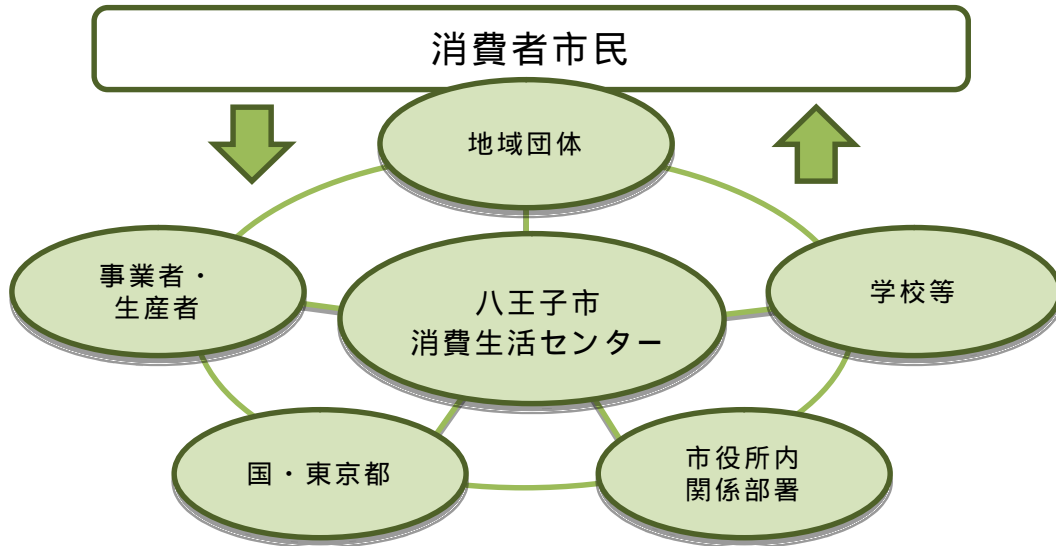 消費者市民
地域団体
事業者・
生産者
八王子市
消費生活センター
学校等
国・東京都
市役所内
関係部署